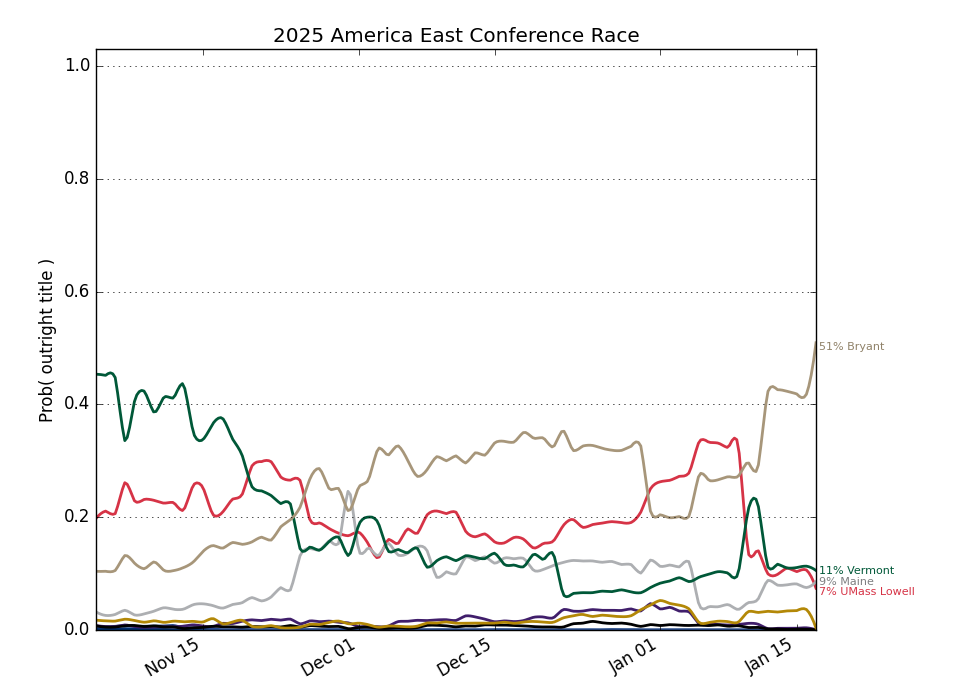 2025 America East Conference Race
Prob( outright title )
1.0
0.8
0.6
0.4
0.2
0.0
51% Bryant
11% Vermont
9% Maine
7% UMass Lowell
Nov 15
Dec 01
Dec 15
Jan 01
Jan 15